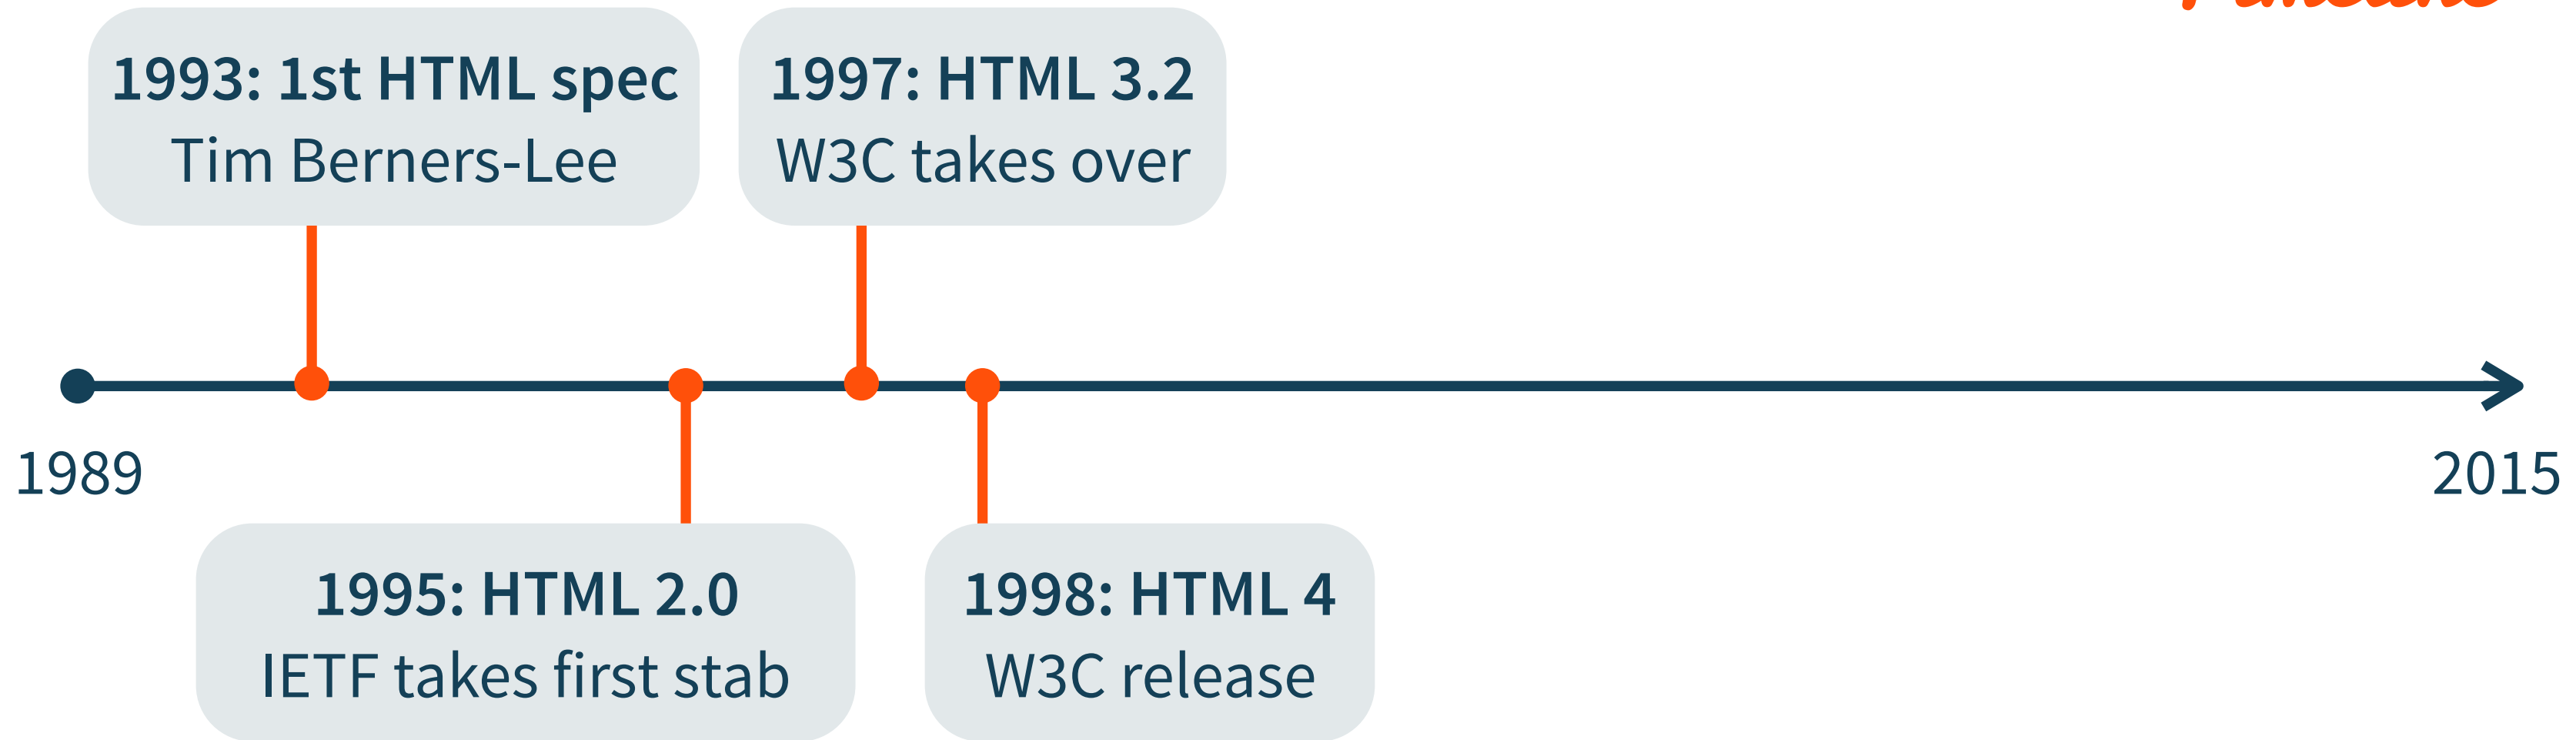 1993: 1st HTML spec
Tim Berners-Lee
1997: HTML 3.2
W3C takes over
1989
2015
1995: HTML 2.0
IETF takes first stab
1998: HTML 4
W3C release